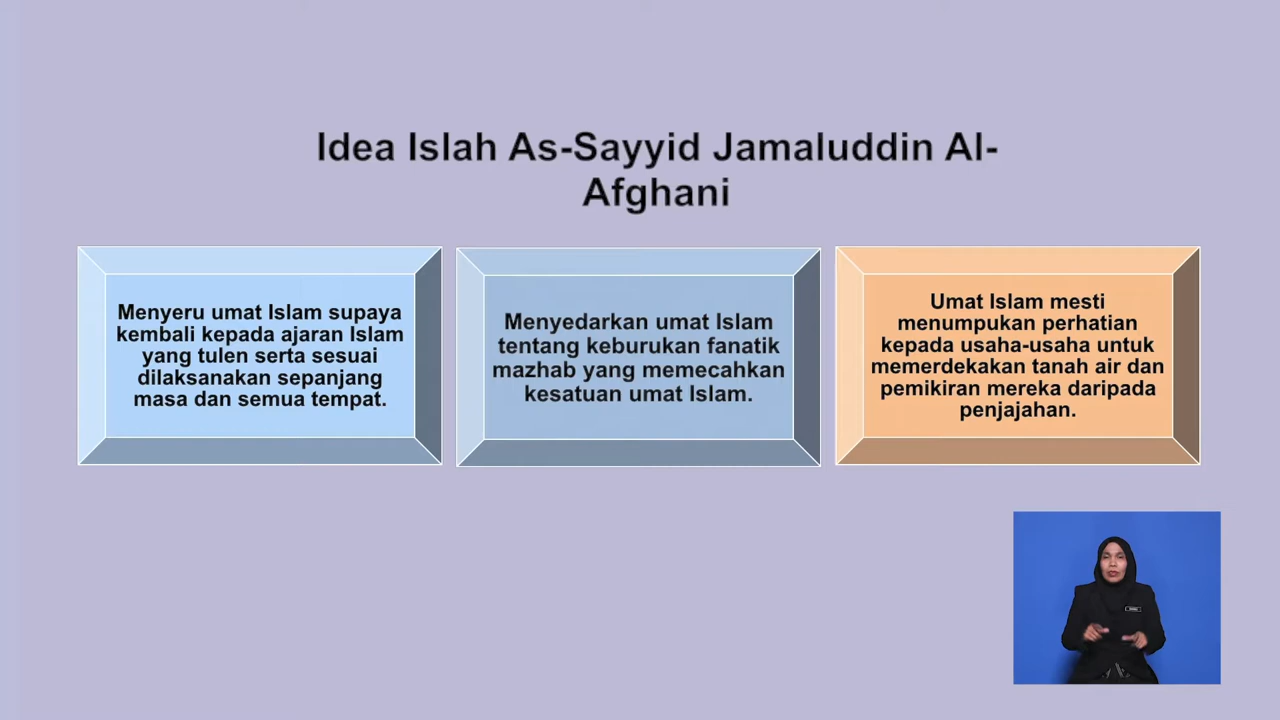 Idea Islah As-Sayyid Jamaluddin Al-
Afghani
Menyeru umat Islam supaya
kembali kepada ajaran Islam
yang tulen serta sesuai
dilaksanakan sepanjang
masa dan semua tempat.
Menyedarkan umat Islam
tentang keburukan fanatik
mazhab yang memecahkan
kesatuan umat Islam.
Umat Islam mesti
menumpukan perhatian
kepada usaha-usaha untuk
memerdekakan tanah air dan
pemikiran mereka daripada
penjajahan.